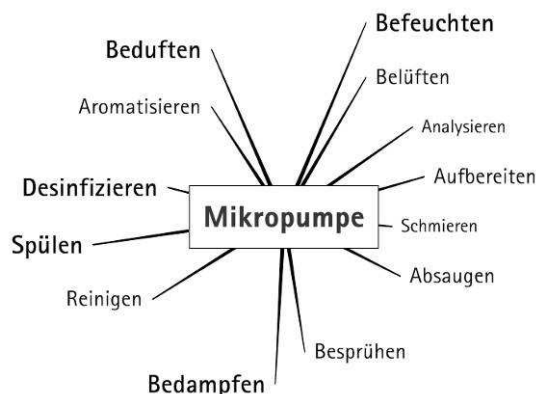 Befeuchten
Beduften
Belüften
Aromatisieren
Analysieren
Aufbereiten
Desinfizieren
Mikropumpe
Schmieren
Spülen
Absaugen
Reinigen
Besprühen
Bedampfen